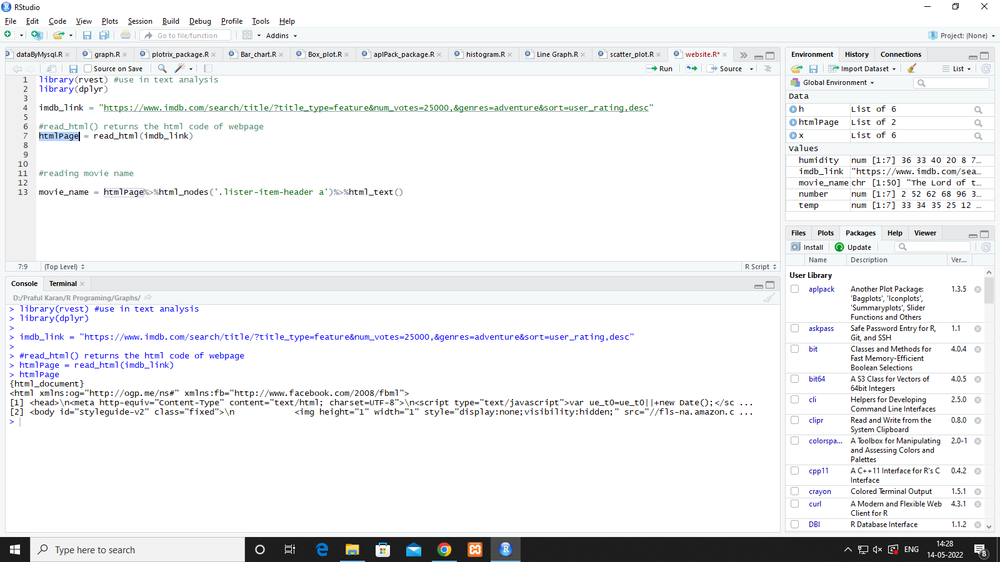 RStudio
File Edit Code View Plots Session Build Debug Profile Tools Help
Go to file/function Addins Project: (None)
dataByMysql.R graph.R plotrix_package.R Bar_chart.R Box_plot.R aplPack_package.R histogram.R Line Graph.R scatter_plot.R website.R*
Source on Save Run Source
1 library(rvest) #use in text analysis
2 library(dplyr)
3
4 imdb_link = "https://www.imdb.com/search/title/?title_type=feature&num_votes=25000,&genres=adventure&sort=user_rating,desc"
5
6 #read_html() returns the html code of webpage
7 htmlPage = read_html(imdb_link)
8
9
10
11 #reading movie name
12
13 movie_name = htmlPage%>%html_nodes('.lister-item-header a')%>%html_text()
7:9 (Top Level) R Script
Console Terminal
D:/Praful Karan/R Programing/Graphs/
> library(rvest) #use in text analysis
> library(dplyr)
>
> imdb_link = "https://www.imdb.com/search/title/?title_type=feature&num_votes=25000,&genres=adventure&sort=user_rating,desc"
>
> #read_html() returns the html code of webpage
> htmlPage = read_html(imdb_link)
> htmlPage
{html_document}
<html xmlns:og="http://ogp.me/ns#" xmlns:fb="http://www.facebook.com/2008/fbml">
[1] <head>\n<meta http-equiv="Content-Type" content="text/html; charset=UTF-8">\n<script type="text/javascript">var ue_t0=ue_t0||+new Date();</sc ...
[2] <body id="styleguide-v2" class="fixed">\n            <img height="1" width="1" style="display:none;visibility:hidden;" src="//fls-na.amazon.c ...
>
Environment History Connections
Import Dataset List
Global Environment
Data
h List of 6
htmlPage List of 2
x List of 6
Values
humidity num [1:7] 36 33 40 20 8 7…
imdb_link "https://www.imdb.com/sea…
movie_name chr [1:50] "The Lord of t…
number num [1:7] 2 52 62 68 96 3…
temp num [1:7] 33 34 35 25 12 …
Files Plots Packages Help Viewer
Install Update
Name Description Ver...
User Library
aplpack Another Plot Package: 1.3.5
'Bagplots', 'Iconplots',
'Summaryplots', Slider
Functions and Others
askpass Safe Password Entry for R, 1.1
Git, and SSH
bit Classes and Methods for 4.0.4
Fast Memory-Efficient
Boolean Selections
bit64 A S3 Class for Vectors of 4.0.5
64bit Integers
cli Helpers for Developing 2.5.0
Command Line Interfaces
clipr Read and Write from the 0.8.0
System Clipboard
colorspa... A Toolbox for Manipulating 2.0-1
and Assessing Colors and
Palettes
cpp11 A C++11 Interface for R's C 0.4.2
Interface
crayon Colored Terminal Output 1.5.1
curl A Modern and Flexible Web 4.3.1
Client for R
DBI R Database Interface 1.1.2
Type here to search
ENG 14:28
14-05-2022 8